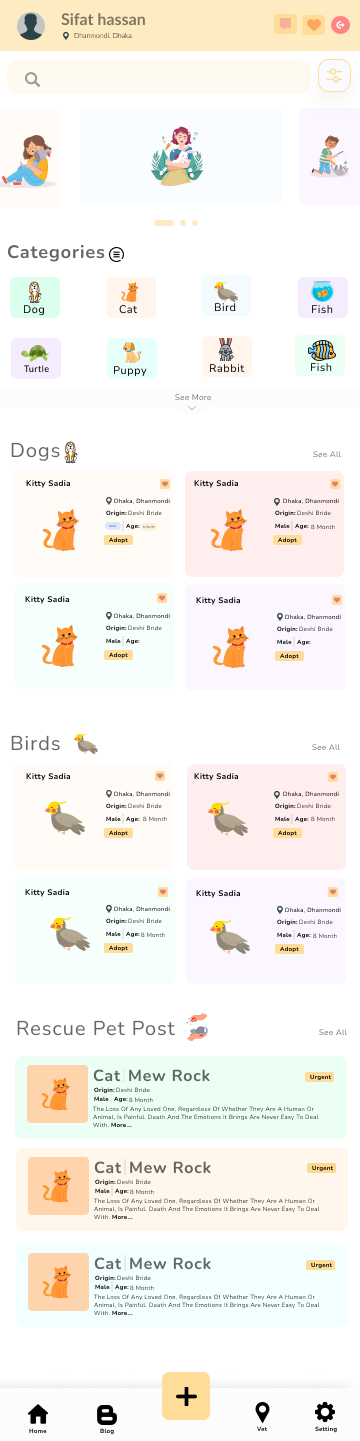 Sifat hassan
Dhanmondi. Dhaka
Categories
Dog
Cat
Bird
Fish
Turtle
Puppy
Rabbit
Fish
See More
Dogs
See All
Kitty Sadia
Dhaka, Dhanmondi
Origin: Deshi Bride
Age:
Adopt
Kitty Sadia
Dhaka, Dhanmondi
Origin: Deshi Bride
Male | Age: 8 Month
Adopt
Kitty Sadia
Dhaka, Dhanmondi
Origin: Deshi Bride
Male | Age:
Adopt
Kitty Sadia
Dhaka, Dhanmondi
Origin: Deshi Bride
Male | Age:
Adopt
Birds
See All
Kitty Sadia
Dhaka, Dhanmondi
Origin: Deshi Bride
Male | Age: 8 Month
Adopt
Kitty Sadia
Dhaka, Dhanmondi
Origin: Deshi Bride
Male | Age: 8 Month
Adopt
Kitty Sadia
Dhaka, Dhanmondi
Origin: Deshi Bride
Male | Age: 8 Month
Adopt
Kitty Sadia
Dhaka, Dhanmondi
Origin: Deshi Bride
Male | Age: 8 Month
Adopt
Rescue Pet Post
See All
Cat | Mew Rock
Urgent
Origin: Deshi Bride
Male | Age: 8 Month
The Loss Of Any Loved One, Regardless Of Whether They Are A Human Or
Animal, Is Painful. Death And The Emotions It Brings Are Never Easy To Deal
With. More...
Cat | Mew Rock
Urgent
Origin: Deshi Bride
Male | Age: 8 Month
The Loss Of Any Loved One, Regardless Of Whether They Are A Human Or
Animal, Is Painful. Death And The Emotions It Brings Are Never Easy To Deal
With. More...
Cat | Mew Rock
Urgent
Origin: Deshi Bride
Male | Age: 8 Month
The Loss Of Any Loved One, Regardless Of Whether They Are A Human Or
Animal, Is Painful. Death And The Emotions It Brings Are Never Easy To Deal
With. More...
Home
Blog
Vet
Setting